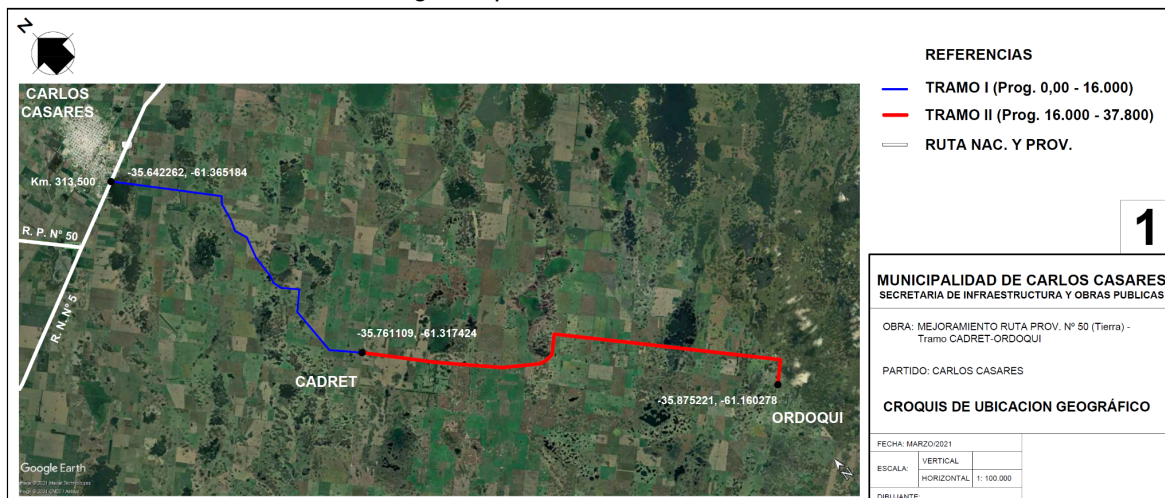 N
CARLOS
CASARES
Km. 313,500
-35.642262, -61.365184
R. P. Nº 50
R. N. Nº 5
-35.761109, -61.317424
CADRET
-35.875221, -61.160278
ORDOQUI
Google Earth
N
REFERENCIAS
TRAMO I (Prog. 0,00 - 16.000)
TRAMO II (Prog. 16.000 - 37.800)
RUTA NAC. Y PROV.
1
MUNICIPALIDAD DE CARLOS CASARES
SECRETARIA DE INFRAESTRUCTURA Y OBRAS PUBLICAS
OBRA: MEJORAMIENTO RUTA PROV. Nº 50 (Tierra) -
Tramo CADRET-ORDOQUI
PARTIDO: CARLOS CASARES
CROQUIS DE UBICACION GEOGRÁFICO
FECHA: MARZO/2021
ESCALA:
VERTICAL
HORIZONTAL 1: 100.000
DIBUJANTE: